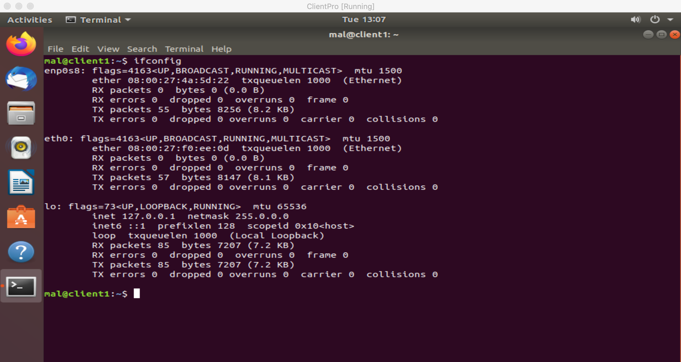 ClientPro [Running]
Activities Terminal Tue 13:07
mal@client1: ~
File Edit View Search Terminal Help
mal@client1:~$ ifconfig
enp0s8: flags=4163<UP,BROADCAST,RUNNING,MULTICAST>  mtu 1500
        ether 08:00:27:4a:5d:22  txqueuelen 1000  (Ethernet)
        RX packets 0  bytes 0 (0.0 B)
        RX errors 0  dropped 0  overruns 0  frame 0
        TX packets 55  bytes 8256 (8.2 KB)
        TX errors 0  dropped 0 overruns 0  carrier 0  collisions 0
eth0: flags=4163<UP,BROADCAST,RUNNING,MULTICAST>  mtu 1500
        ether 08:00:27:f0:ee:0d  txqueuelen 1000  (Ethernet)
        RX packets 0  bytes 0 (0.0 B)
        RX errors 0  dropped 0  overruns 0  frame 0
        TX packets 57  bytes 8147 (8.1 KB)
        TX errors 0  dropped 0 overruns 0  carrier 0  collisions 0
lo: flags=73<UP,LOOPBACK,RUNNING>  mtu 65536
        inet 127.0.0.1  netmask 255.0.0.0
        inet6 ::1  prefixlen 128  scopeid 0x10<host>
        loop  txqueuelen 1000  (Local Loopback)
        RX packets 85  bytes 7207 (7.2 KB)
        RX errors 0  dropped 0  overruns 0  frame 0
        TX packets 85  bytes 7207 (7.2 KB)
        TX errors 0  dropped 0 overruns 0  carrier 0  collisions 0
mal@client1:~$